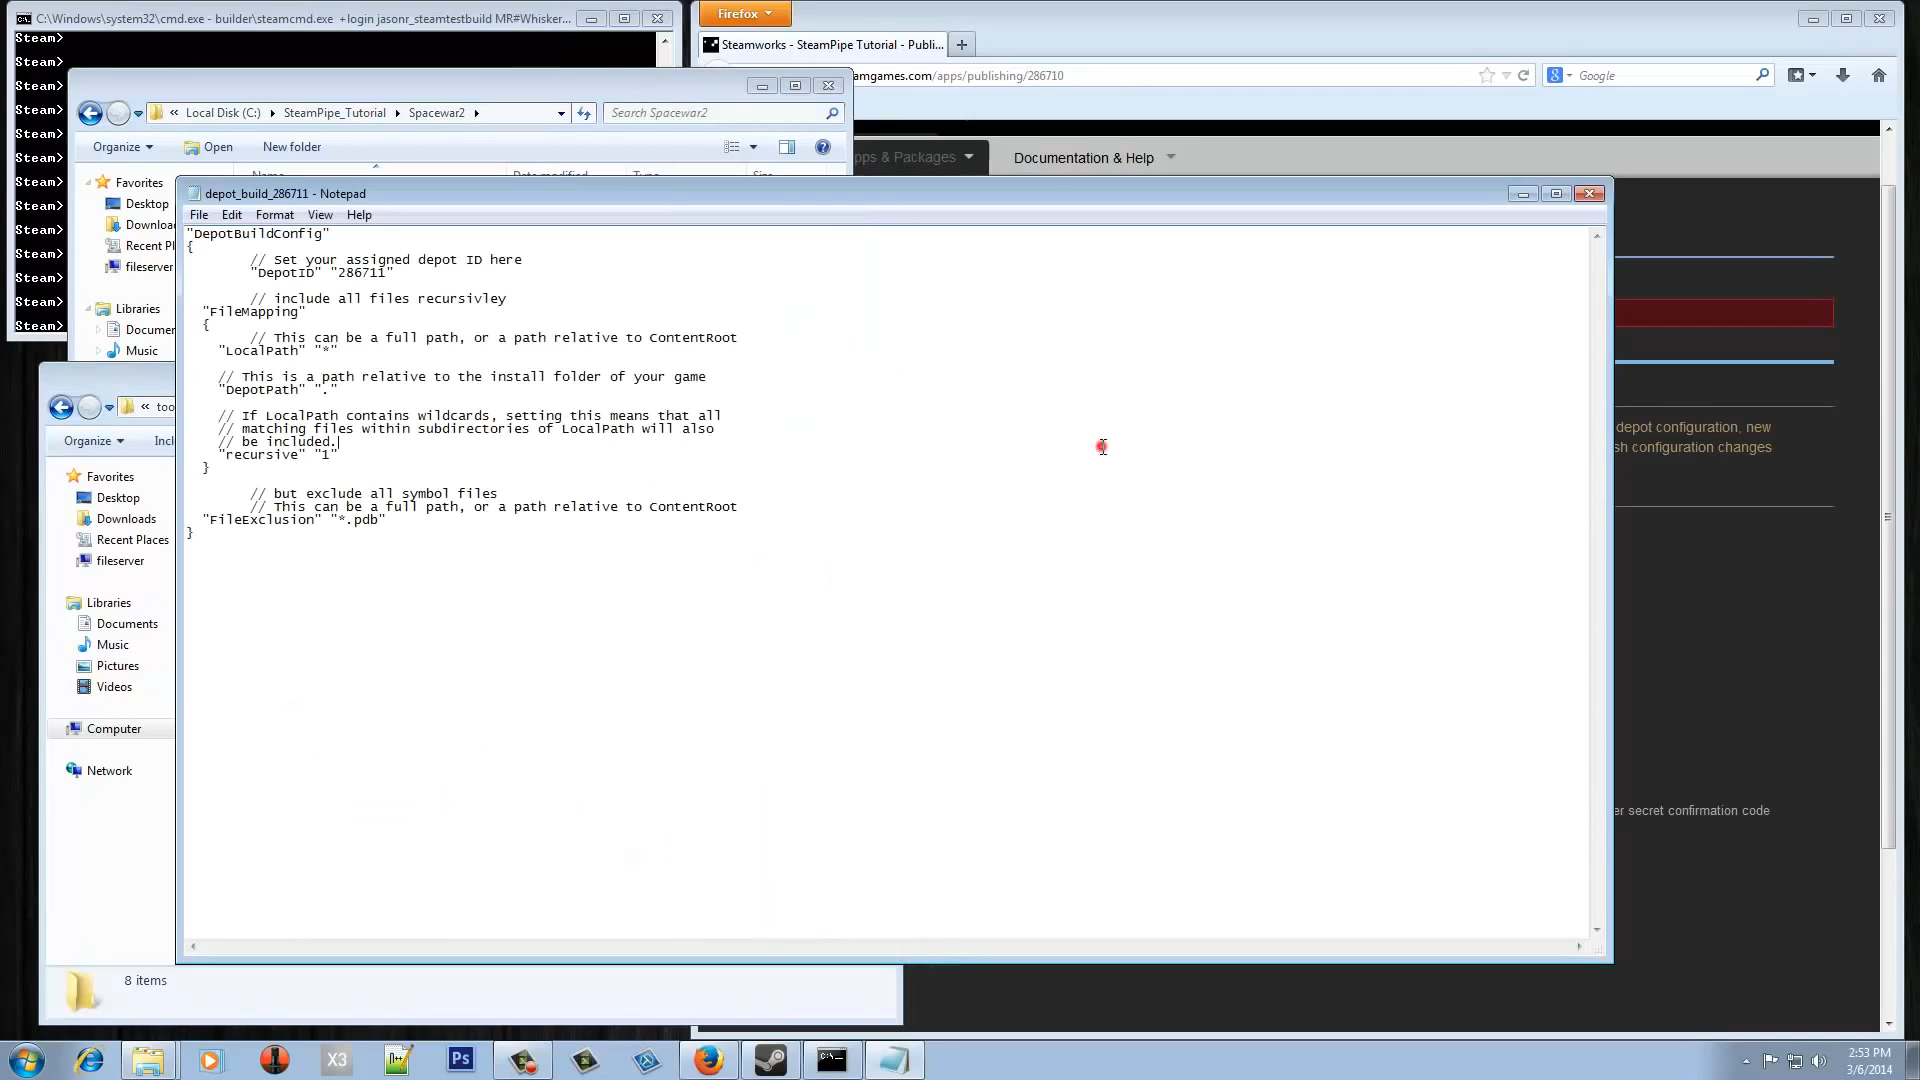 C:\Windows\system32\cmd.exe - builder\steamcmd.exe +login jasonr_steamtestbuild MR#Whisker...
Steam>
Steam>
Steam>
Steam>
Steam>
Steam>
Steam>
Steam>
Steam>
Steam>
Steam>
Steam>
Steam>
Firefox
Steamworks - SteamPipe Tutorial - Publi...
amgames.com/apps/publishing/286710
Google
pps & Packages
Documentation & Help
Local Disk (C:)
SteamPipe_Tutorial
Spacewar2
Search Spacewar2
Organize
Open
New folder
Favorites
Desktop
Downloa
Recent Pl
fileserver
Libraries
Documen
Music
depot_build_286711 - Notepad
File Edit Format View Help
"DepotBuildConfig"
{
// Set your assigned depot ID here
"DepotID" "286711"
// include all files recursivley
"FileMapping"
{
// This can be a full path, or a path relative to ContentRoot
"LocalPath" "*"
// This is a path relative to the install folder of your game
"DepotPath" "."
// If LocalPath contains wildcards, setting this means that all
// matching files within subdirectories of LocalPath will also
// be included.
"recursive" "1"
}
// but exclude all symbol files
// This can be a full path, or a path relative to ContentRoot
"FileExclusion" "*.pdb"
}
too
Organize
Incl
Favorites
Desktop
Downloads
Recent Places
fileserver
Libraries
Documents
Music
Pictures
Videos
Computer
Network
8 items
depot configuration, new
sh configuration changes
er secret confirmation code
X3
Ps
2:53 PM
3/6/2014